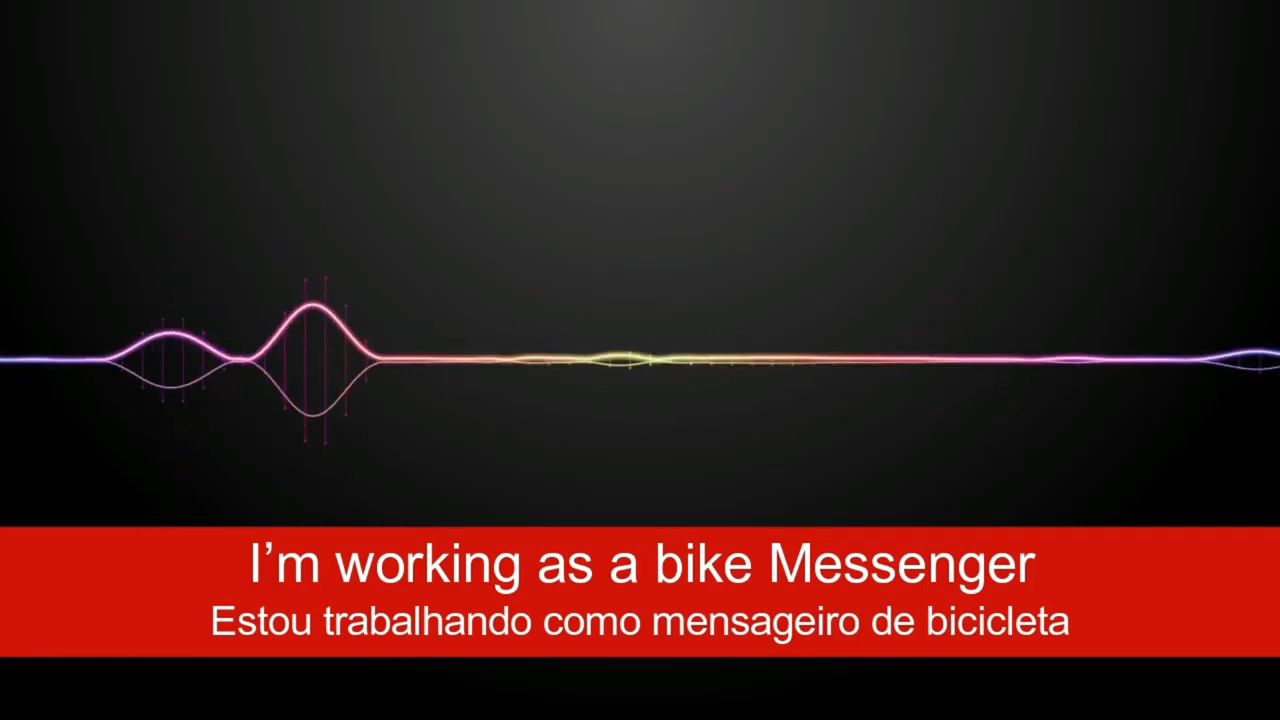 I’m working as a bike Messenger
Estou trabalhando como mensageiro de bicicleta